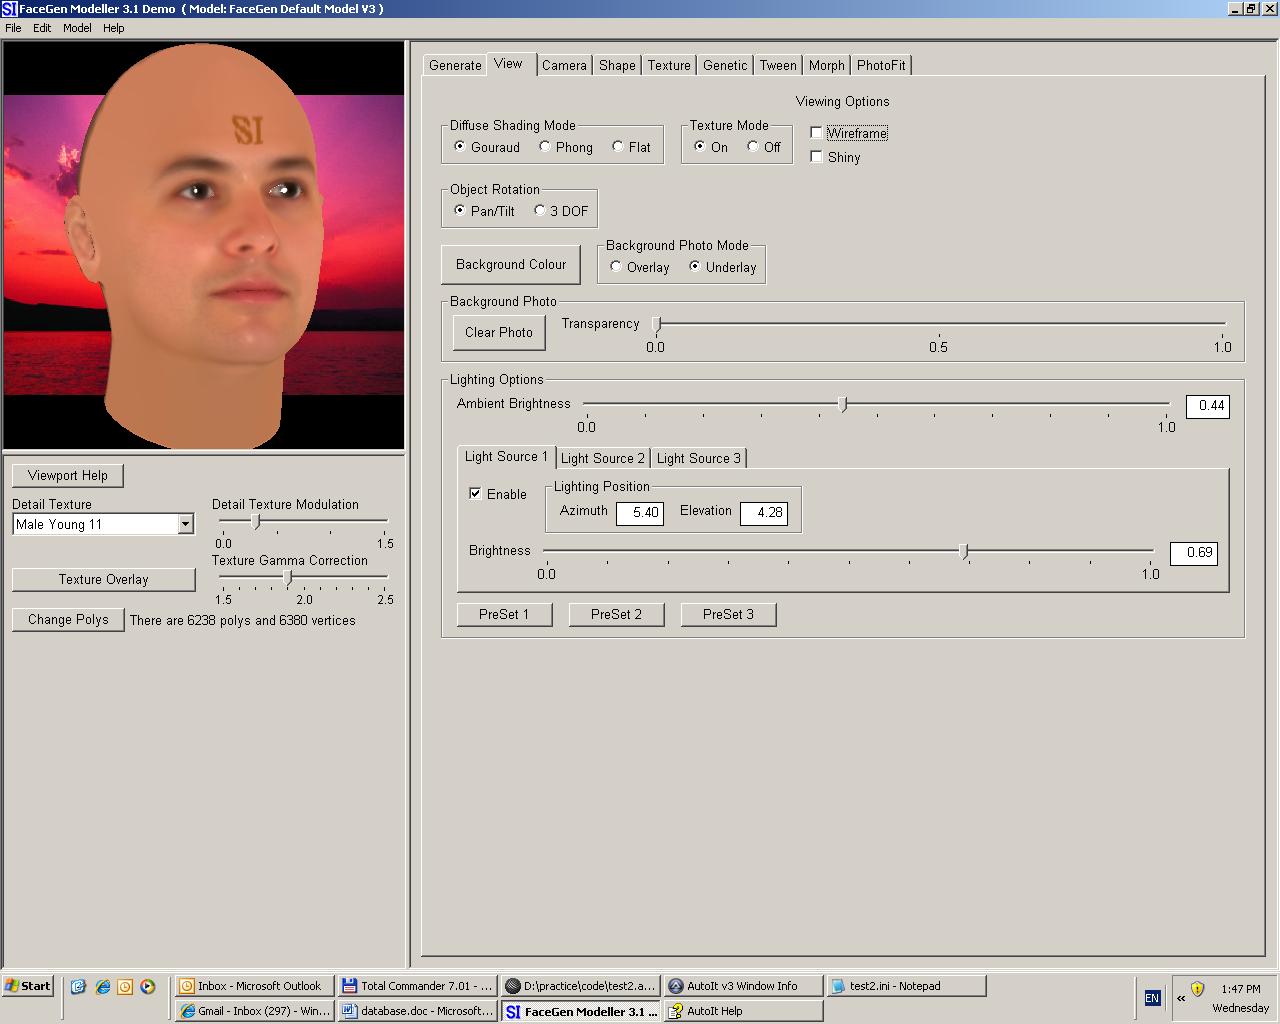 FaceGen Modeller 3.1 Demo ( Model: FaceGen Default Model V3 )
File Edit Model Help
SI
Viewport Help
Detail Texture
Male Young 11
Detail Texture Modulation
0.0 1.5
Texture Gamma Correction
1.5 2.0 2.5
Texture Overlay
Change Polys There are 6238 polys and 6380 vertices
Generate View Camera Shape Texture Genetic Tween Morph PhotoFit
Viewing Options
Diffuse Shading Mode
Gouraud Phong Flat
Texture Mode
On Off
Wireframe
Shiny
Object Rotation
Pan/Tilt 3 DOF
Background Colour
Background Photo Mode
Overlay Underlay
Background Photo
Clear Photo Transparency
0.0 0.5 1.0
Lighting Options
Ambient Brightness 0.44
0.0 1.0
Light Source 1 Light Source 2 Light Source 3
Enable
Lighting Position
Azimuth 5.40 Elevation 4.28
Brightness 0.69
0.0 1.0
PreSet 1 PreSet 2 PreSet 3
Start
Inbox - Microsoft Outlook
Total Commander 7.01 - ...
D:\practice\code\test2.a...
AutoIt v3 Window Info
test2.ini - Notepad
Gmail - Inbox (297) - Win...
database.doc - Microsoft...
SI FaceGen Modeller 3.1 ...
AutoIt Help
EN
«
1:47 PM
Wednesday